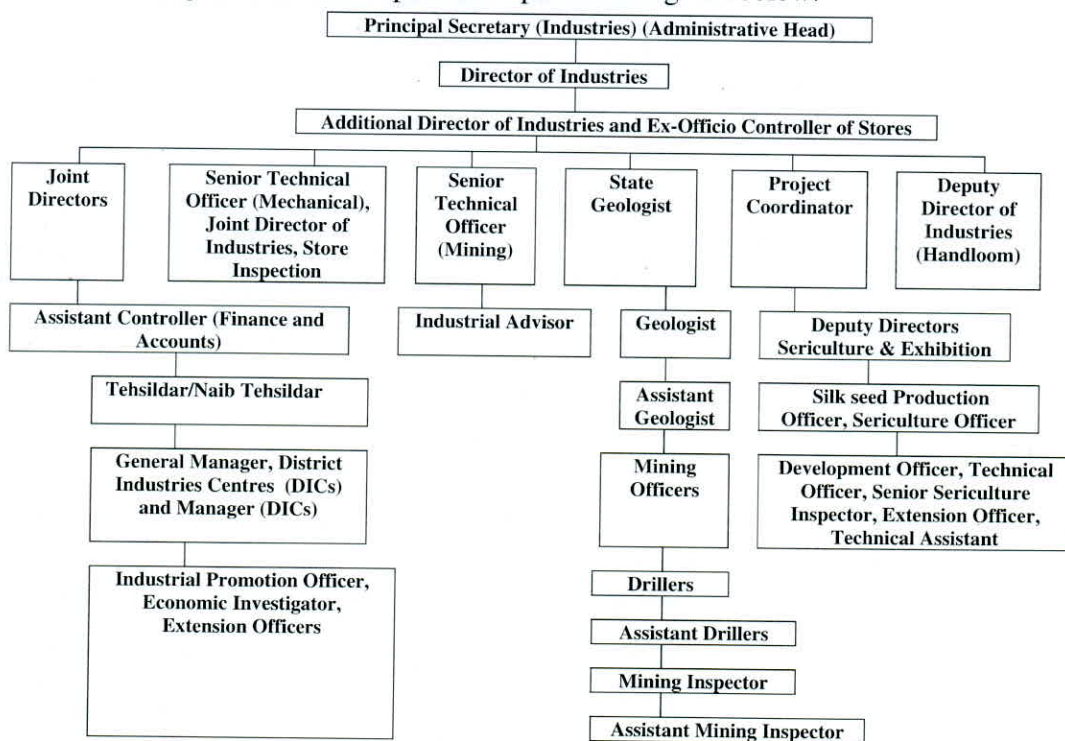 Principal Secretary (Industries) (Administrative Head)
Director of Industries
Additional Director of Industries and Ex-Officio Controller of Stores
Joint
Directors
Senior Technical
Officer (Mechanical),
Joint Director of
Industries, Store
Inspection
Senior
Technical
Officer
(Mining)
State
Geologist
Project
Coordinator
Deputy
Director of
Industries
(Handloom)
Assistant Controller (Finance and
Accounts)
Industrial Advisor
Geologist
Deputy Directors
Sericulture & Exhibition
Tehsildar/Naib Tehsildar
Assistant
Geologist
Silk seed Production
Officer, Sericulture Officer
General Manager, District
Industries Centres (DICs)
and Manager (DICs)
Mining
Officers
Development Officer, Technical
Officer, Senior Sericulture
Inspector, Extension Officer,
Technical Assistant
Industrial Promotion Officer,
Economic Investigator,
Extension Officers
Drillers
Assistant Drillers
Mining Inspector
Assistant Mining Inspector